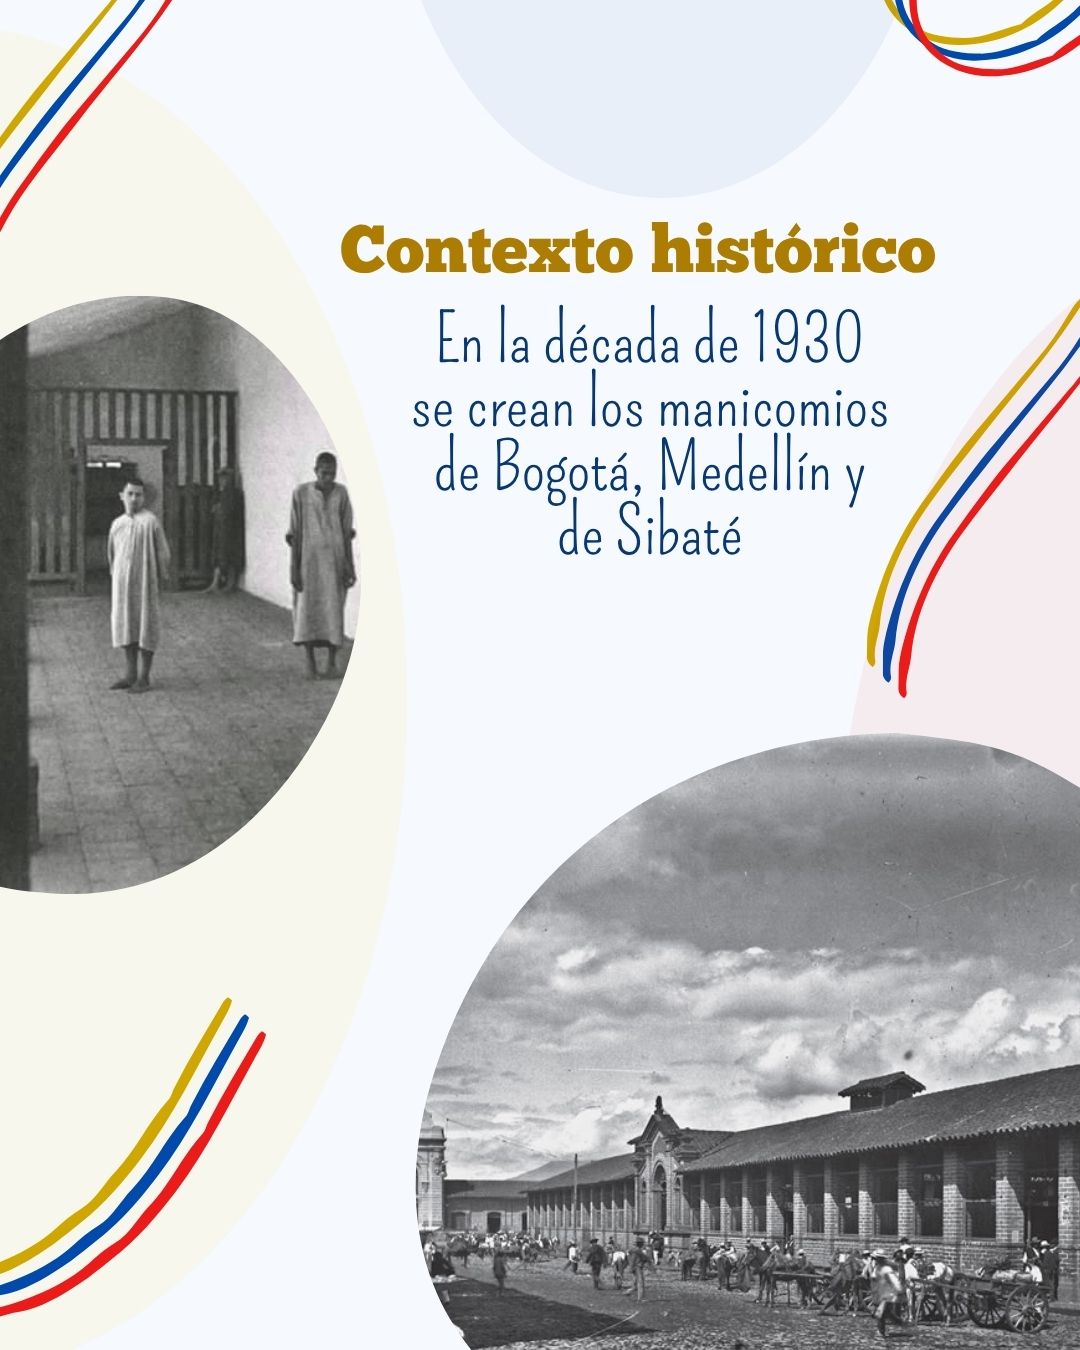 Contexto histórico
En la década de 1930
se crean los manicomios
de Bogotá, Medellín y
de Sibaté